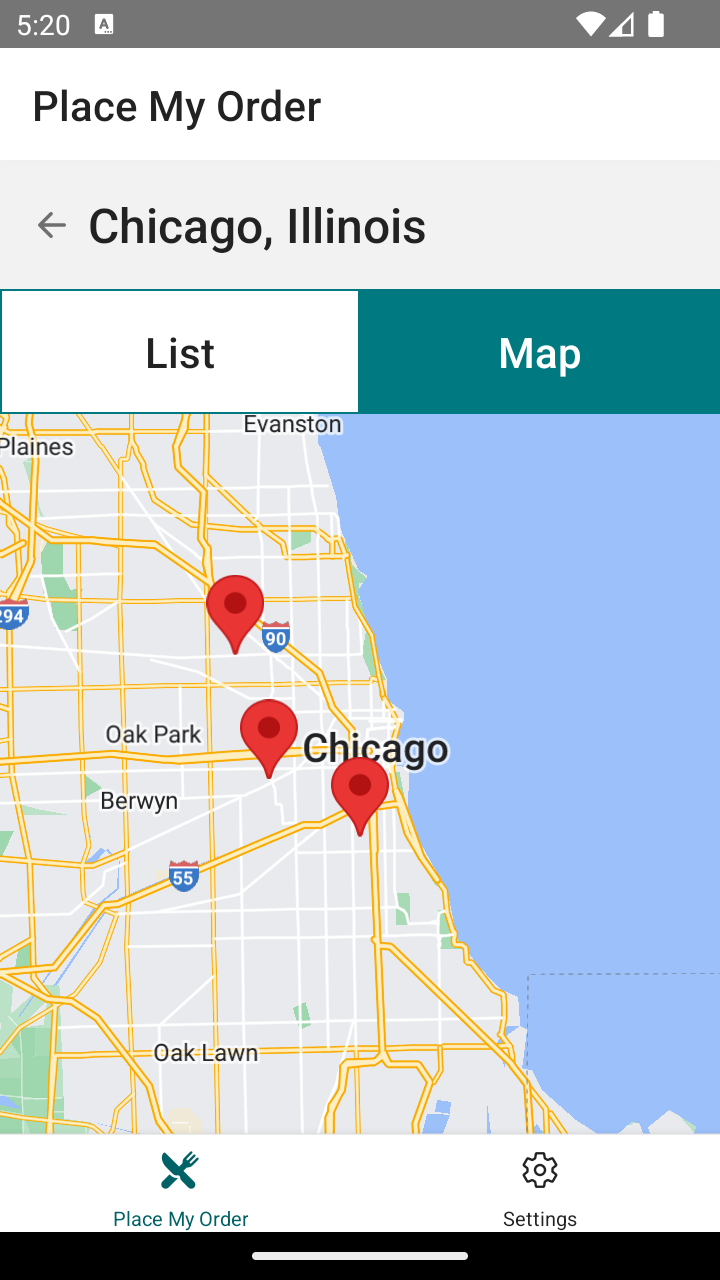 5:20
A
Place My Order
Chicago, Illinois
List
Map
Evanston
Plaines
294
90
Oak Park
Chicago
Berwyn
55
Oak Lawn
Place My Order
Settings